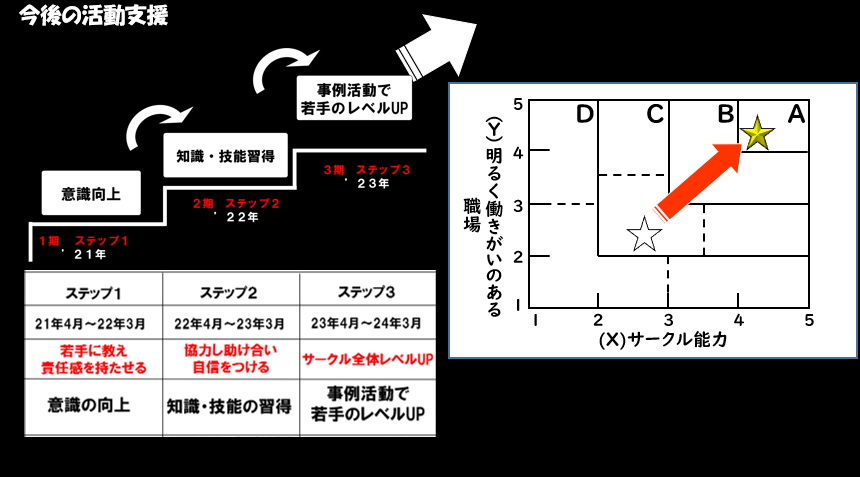 今後の活動支援
事例活動で
若手のレベルUP
知識・技能習得
意識向上
3期　ステップ3
’２３年
2期　ステップ2
’２２年
1期　ステップ1
’２１年
ステップ1　ステップ2　ステップ3
21年4月～22年3月　22年4月～23年3月　23年4月～24年3月
若手に教え
責任感を持たせる
協力し助け合い
自信をつける
サークル全体レベルUP
意識の向上
知識・技能の習得
事例活動で
若手のレベルUP
D C B A
5
4
3
2
1
1 2 3 4 5
(Y)明るく働きがいのある
職場
(X)サークル能力